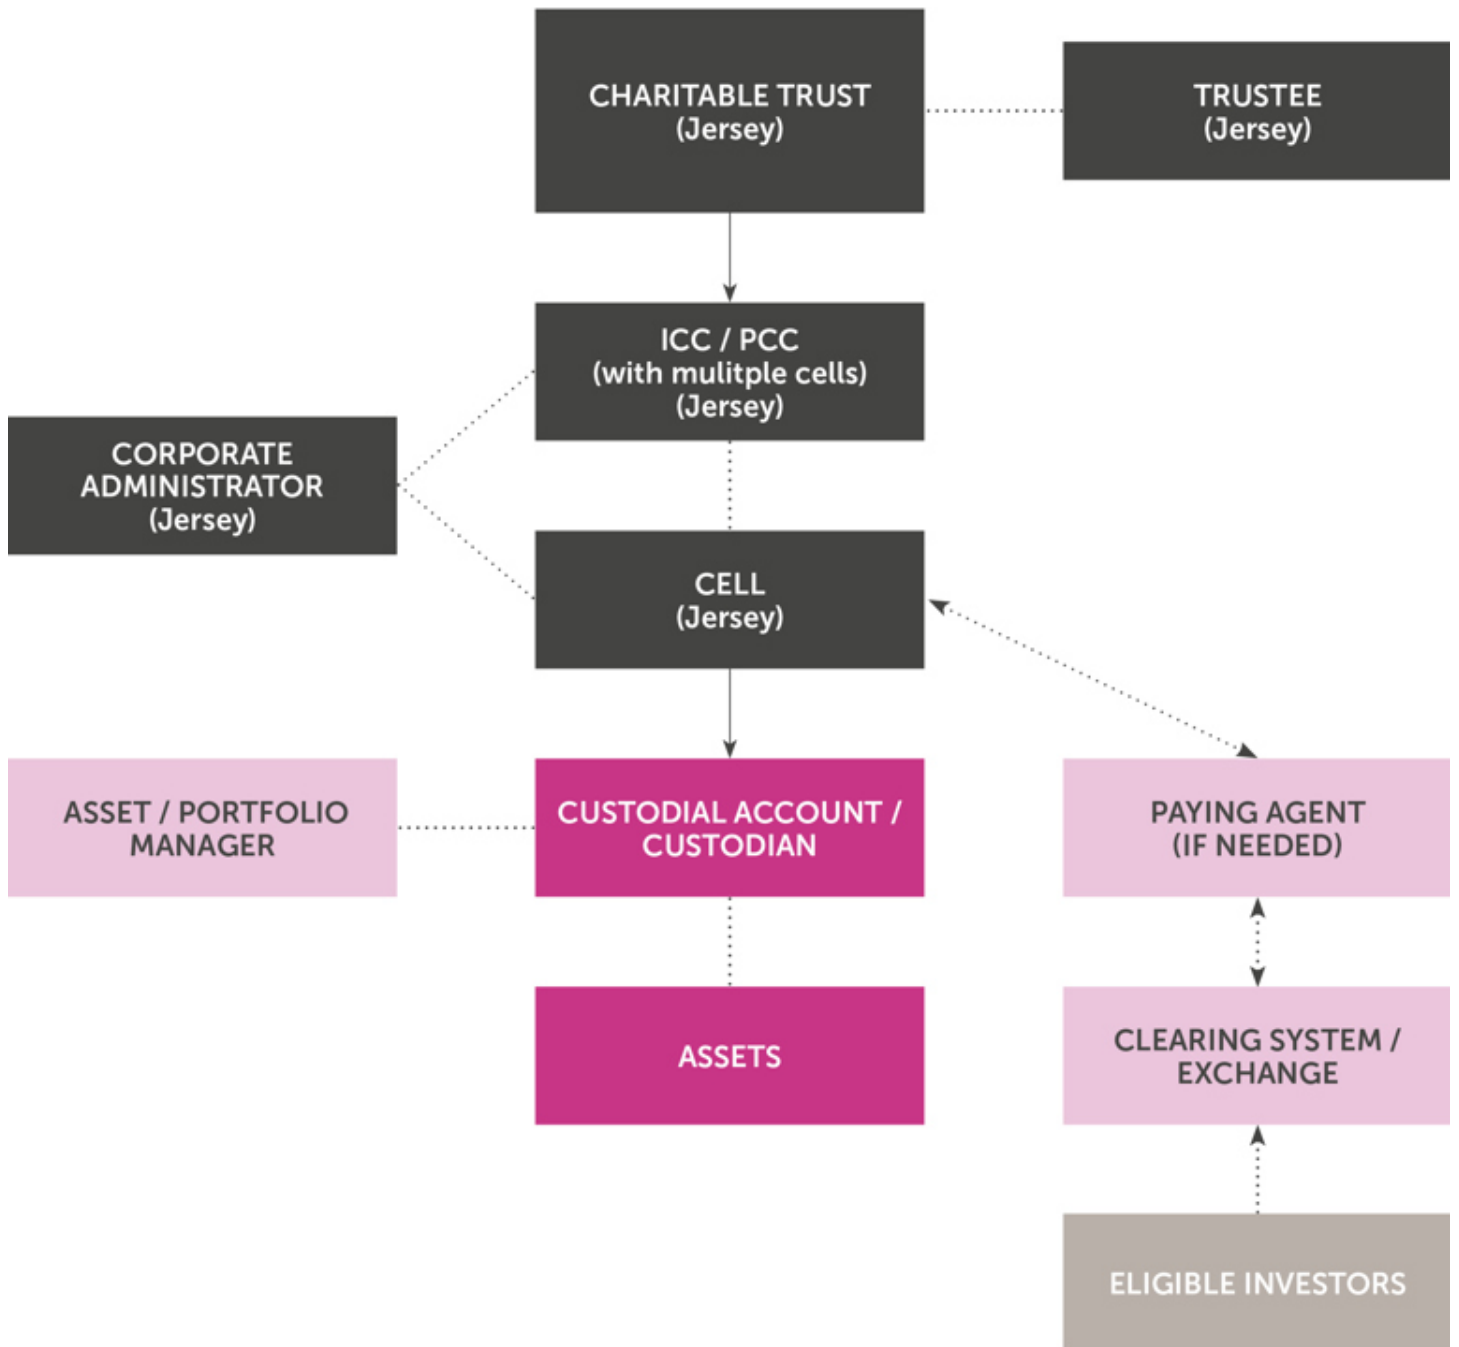 CHARITABLE TRUST
(Jersey)
TRUSTEE
(Jersey)
ICC / PCC
(with mulitple cells)
(Jersey)
CORPORATE
ADMINISTRATOR
(Jersey)
CELL
(Jersey)
ASSET / PORTFOLIO
MANAGER
CUSTODIAL ACCOUNT /
CUSTODIAN
PAYING AGENT
(IF NEEDED)
ASSETS
CLEARING SYSTEM /
EXCHANGE
ELIGIBLE INVESTORS